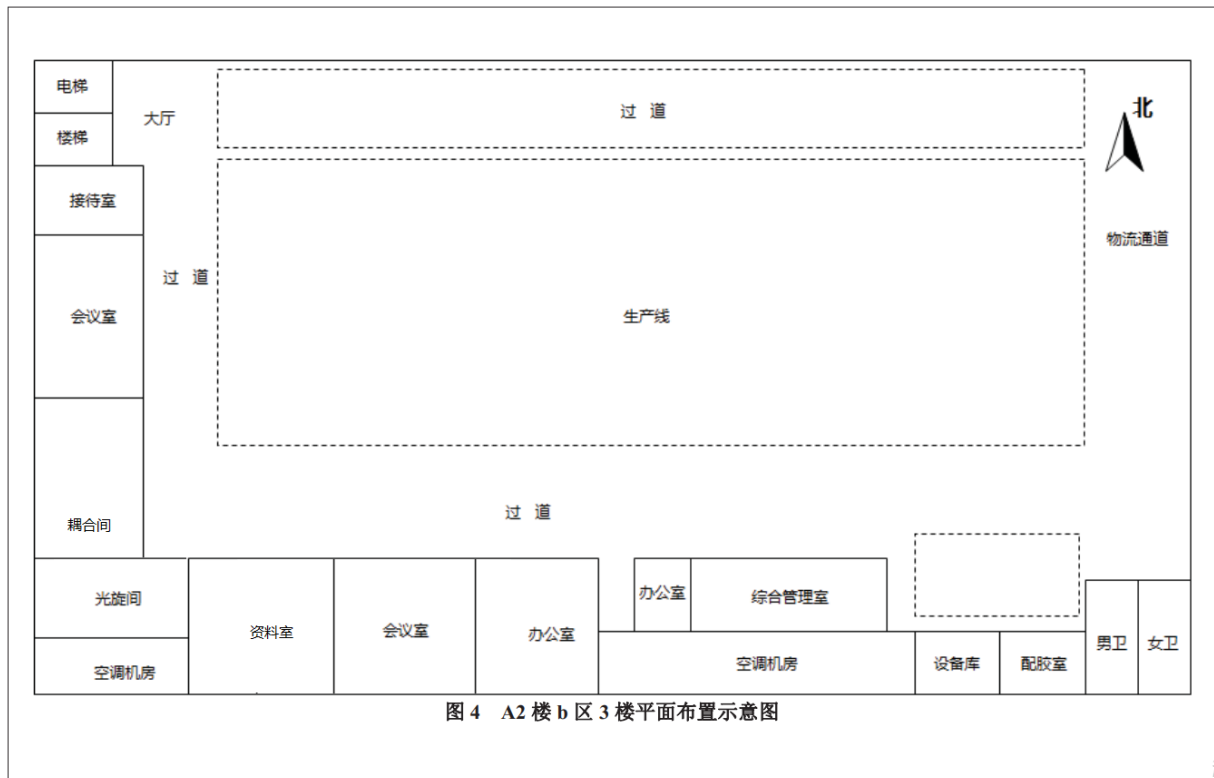 电梯
楼梯
大厅
过 道
北
接待室
物流通道
会议室
过 道
生产线
耦合间
过 道
光旋间
空调机房
资料室
会议室
办公室
办公室
综合管理室
空调机房
设备库
配胶室
男卫
女卫
图 4 A2 楼 b 区 3 楼平面布置示意图